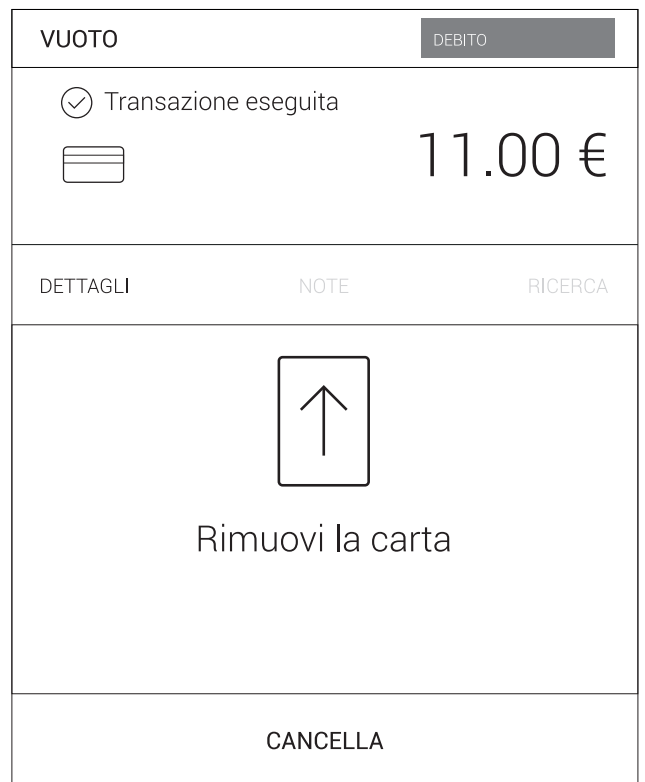 VUOTO
DEBITO
Transazione eseguita
11.00 €
DETTAGLI
NOTE
RICERCA
Rimuovi la carta
CANCELLA